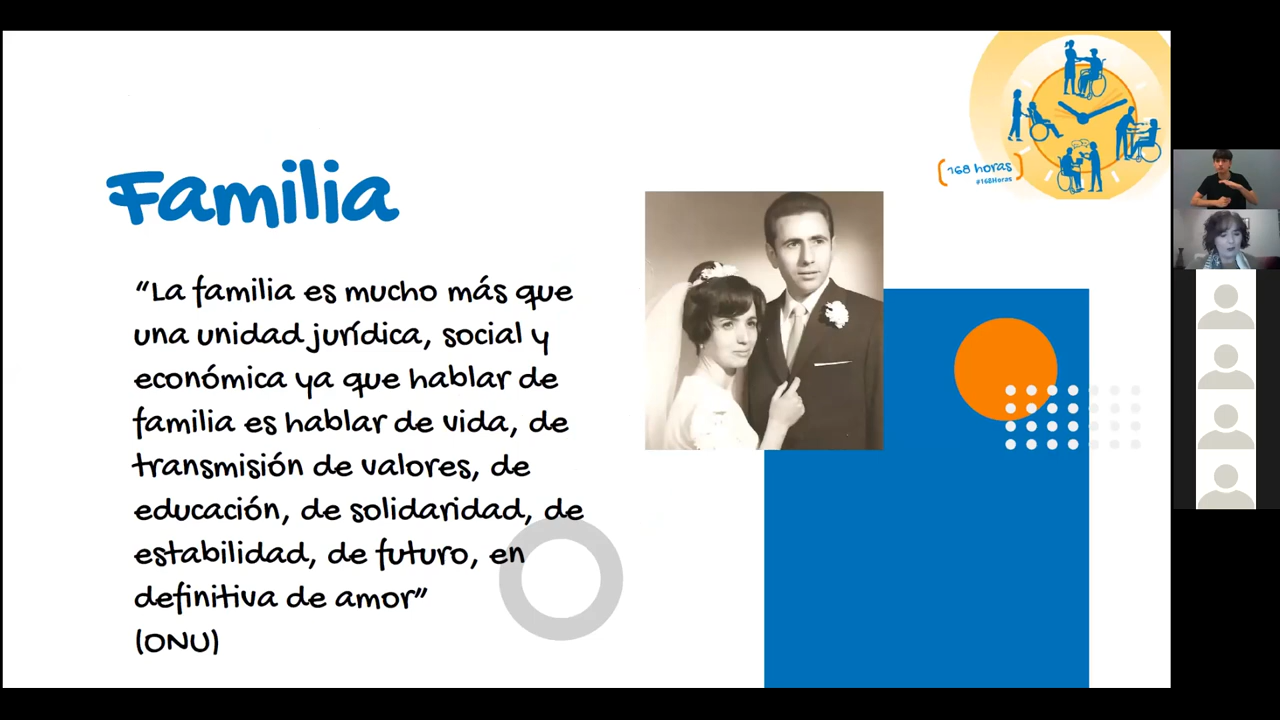 Familia
“La familia es mucho más que
una unidad jurídica, social y
económica ya que hablar de
familia es hablar de vida, de
transmisión de valores, de
educación, de solidaridad, de
estabilidad, de futuro, en
definitiva de amor”
(ONU)
168 horas
#168Horas